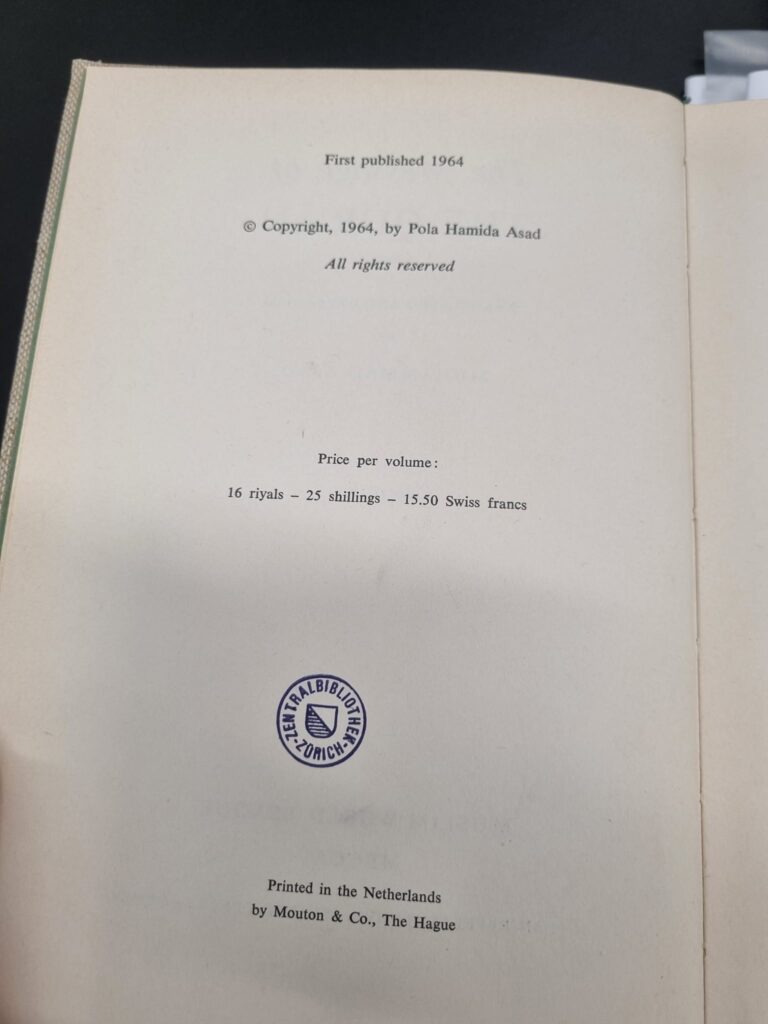 First published 1964
© Copyright, 1964, by Pola Hamida Asad
All rights reserved
Price per volume:
16 riyals – 25 shillings – 15.50 Swiss francs
ZENTRALBIBLIOTHEK
-ZÜRICH-
Printed in the Netherlands
by Mouton & Co., The Hague